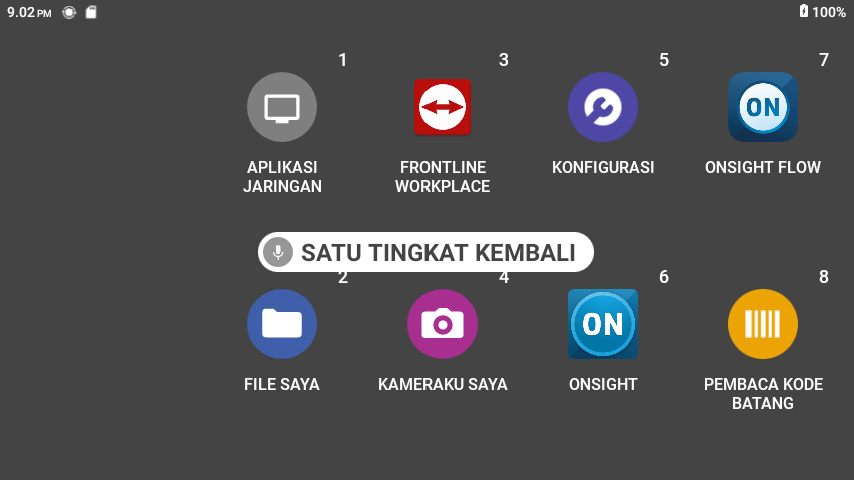 9.02 PM
100%
1
3
5
7
APLIKASI
JARINGAN
FRONTLINE
WORKPLACE
KONFIGURASI
ON
ONSIGHT FLOW
SATU TINGKAT KEMBALI
2
4
6
8
FILE SAYA
KAMERAKU SAYA
ON
ONSIGHT
PEMBACA KODE
BATANG